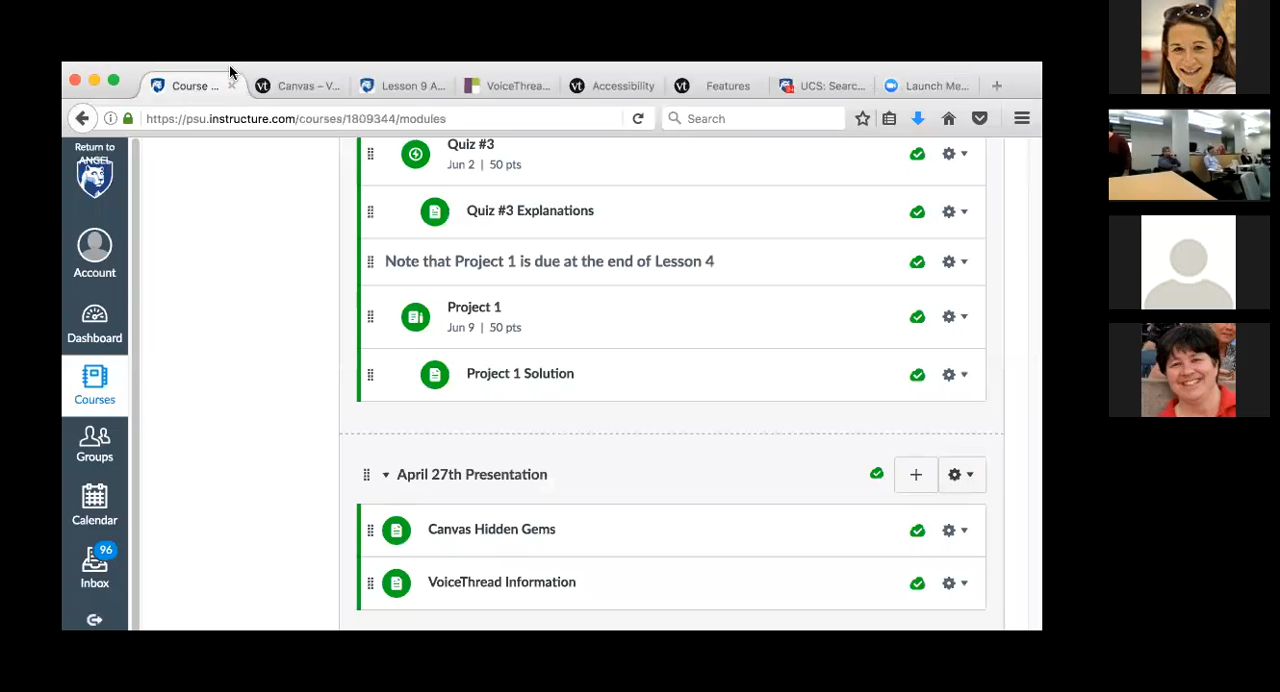 Course ...
Canvas – V...
Lesson 9 A...
VoiceThrea...
Accessibility
Features
UCS: Searc...
Launch Me...
https://psu.instructure.com/courses/1809344/modules
Search
Return to
ANGEL
Account
Dashboard
Courses
Groups
Calendar
96
Inbox
Quiz #3
Jun 2 | 50 pts
Quiz #3 Explanations
Note that Project 1 is due at the end of Lesson 4
Project 1
Jun 9 | 50 pts
Project 1 Solution
April 27th Presentation
Canvas Hidden Gems
VoiceThread Information